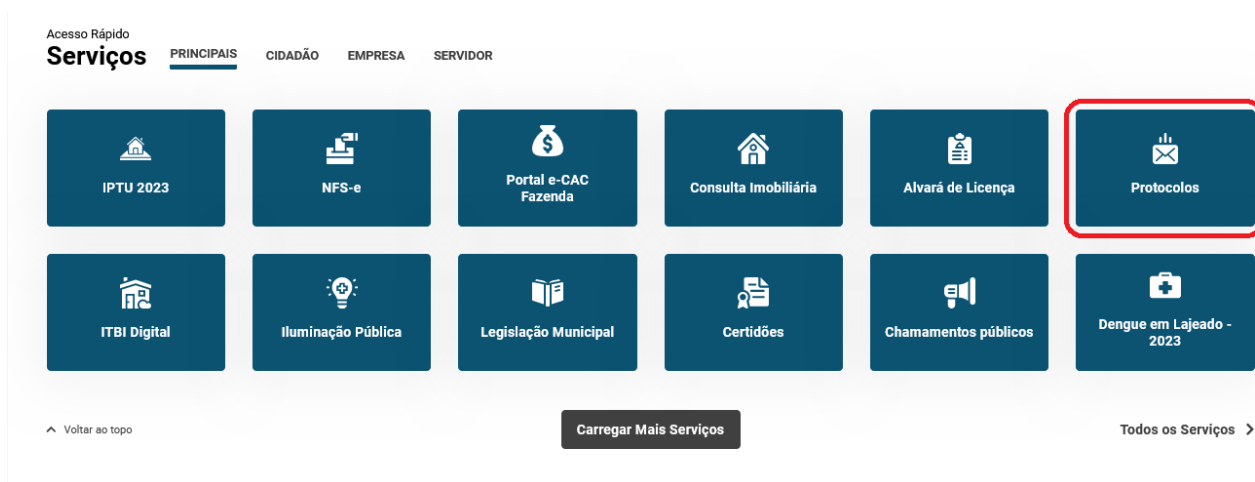 Acesso Rápido
Serviços PRINCIPAIS CIDADÃO EMPRESA SERVIDOR
IPTU 2023
NFS-e
Portal e-CAC
Fazenda
Consulta Imobiliária
Alvará de Licença
Protocolos
ITBI Digital
Iluminação Pública
Legislação Municipal
Certidões
Chamamentos públicos
Dengue em Lajeado -
2023
Voltar ao topo
Carregar Mais Serviços
Todos os Serviços